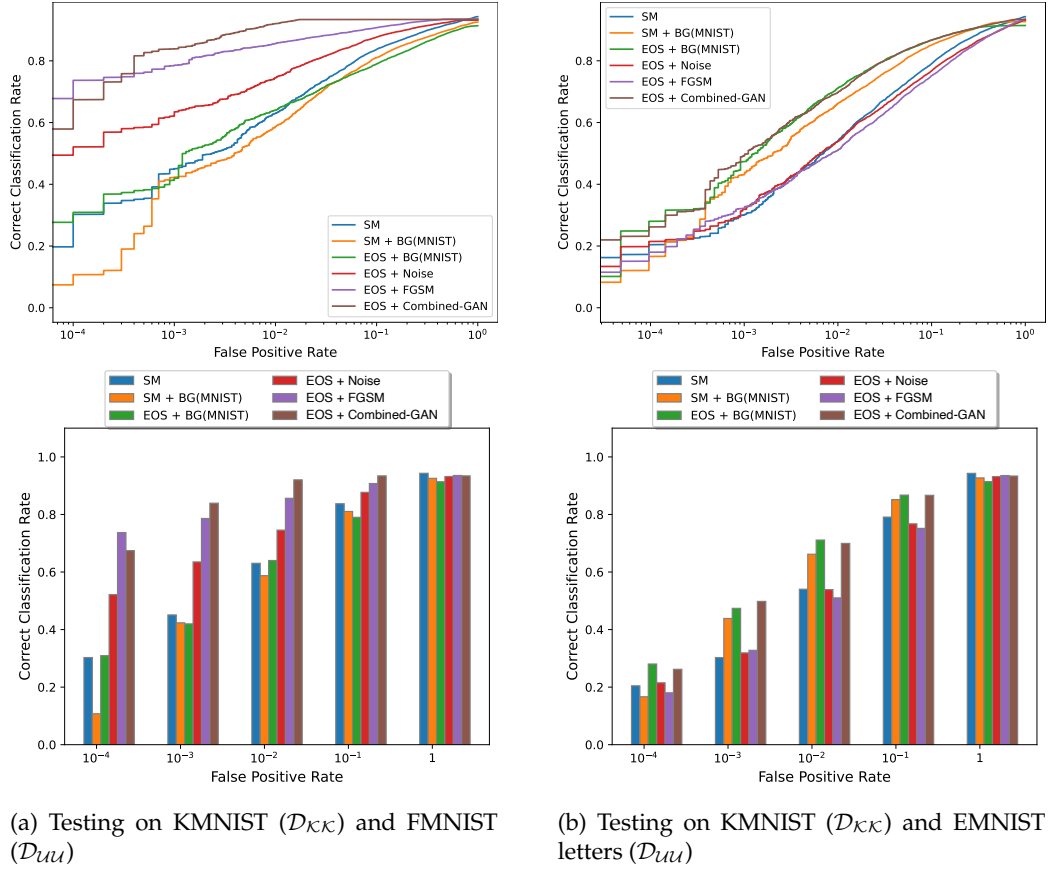 Correct Classification Rate
0.8
0.6
0.4
0.2
0.0
SM
SM + BG(MNIST)
EOS + BG(MNIST)
EOS + Noise
EOS + FGSM
EOS + Combined-GAN
10⁻⁴
10⁻³
10⁻²
10⁻¹
10⁰
False Positive Rate
Correct Classification Rate
0.8
0.6
0.4
0.2
0.0
SM
SM + BG(MNIST)
EOS + BG(MNIST)
EOS + Noise
EOS + FGSM
EOS + Combined-GAN
10⁻⁴
10⁻³
10⁻²
10⁻¹
10⁰
False Positive Rate
SM
SM + BG(MNIST)
EOS + BG(MNIST)
EOS + Noise
EOS + FGSM
EOS + Combined-GAN
Correct Classification Rate
1.0
0.8
0.6
0.4
0.2
0.0
10⁻⁴
10⁻³
10⁻²
10⁻¹
1
False Positive Rate
SM
SM + BG(MNIST)
EOS + BG(MNIST)
EOS + Noise
EOS + FGSM
EOS + Combined-GAN
Correct Classification Rate
1.0
0.8
0.6
0.4
0.2
0.0
10⁻⁴
10⁻³
10⁻²
10⁻¹
1
False Positive Rate
(a) Testing on KMNIST (𝒟𝒦𝒦) and FMNIST
(𝒟𝒰𝒰)
(b) Testing on KMNIST (𝒟𝒦𝒦) and EMNIST
letters (𝒟𝒰𝒰)